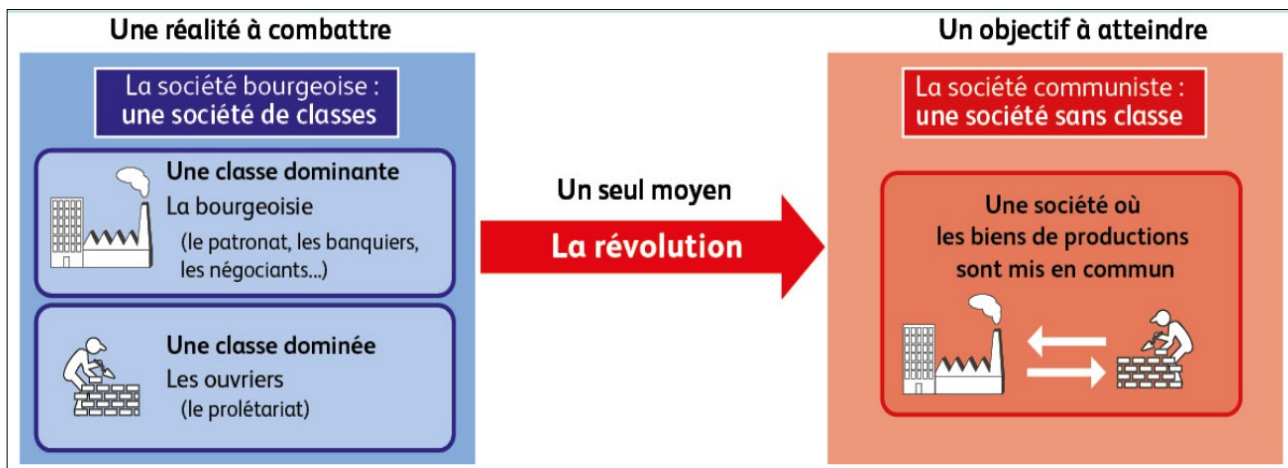 Une réalité à combattre
La société bourgeoise :
une société de classes
Une classe dominante
La bourgeoisie
(le patronat, les banquiers,
les négociants...)
Une classe dominée
Les ouvriers
(le prolétariat)
Un seul moyen
La révolution
Un objectif à atteindre
La société communiste :
une société sans classe
Une société où
les biens de productions
sont mis en commun